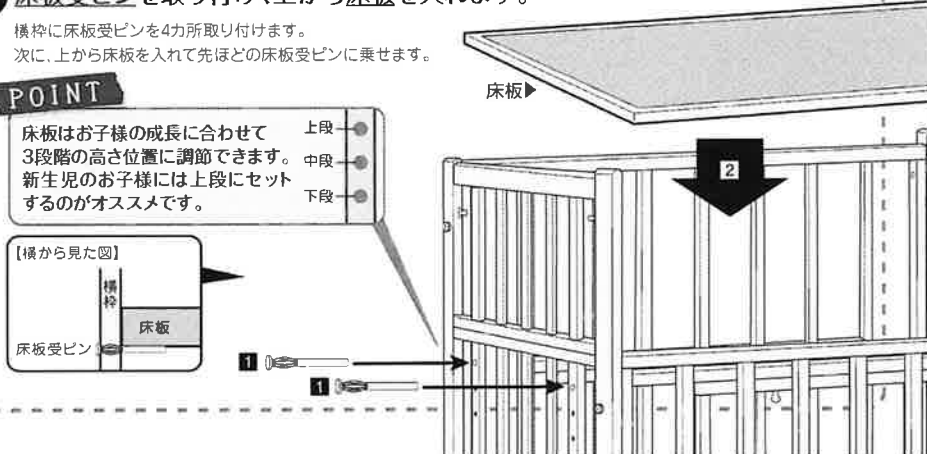 床板受ピンを取り付け、上から床板を入れます。
横枠に床板受ピンを4カ所取り付けます。
次に、上から床板を入れて先ほどの床板受ピンに乗せます。
POINT
床板はお子様の成長に合わせて
3段階の高さ位置に調節できます。
新生児のお子様には上段にセット
するのがオススメです。
上段
中段
下段
床板▶
2
【横から見た図】
横枠
床板
床板受ピン
1
1